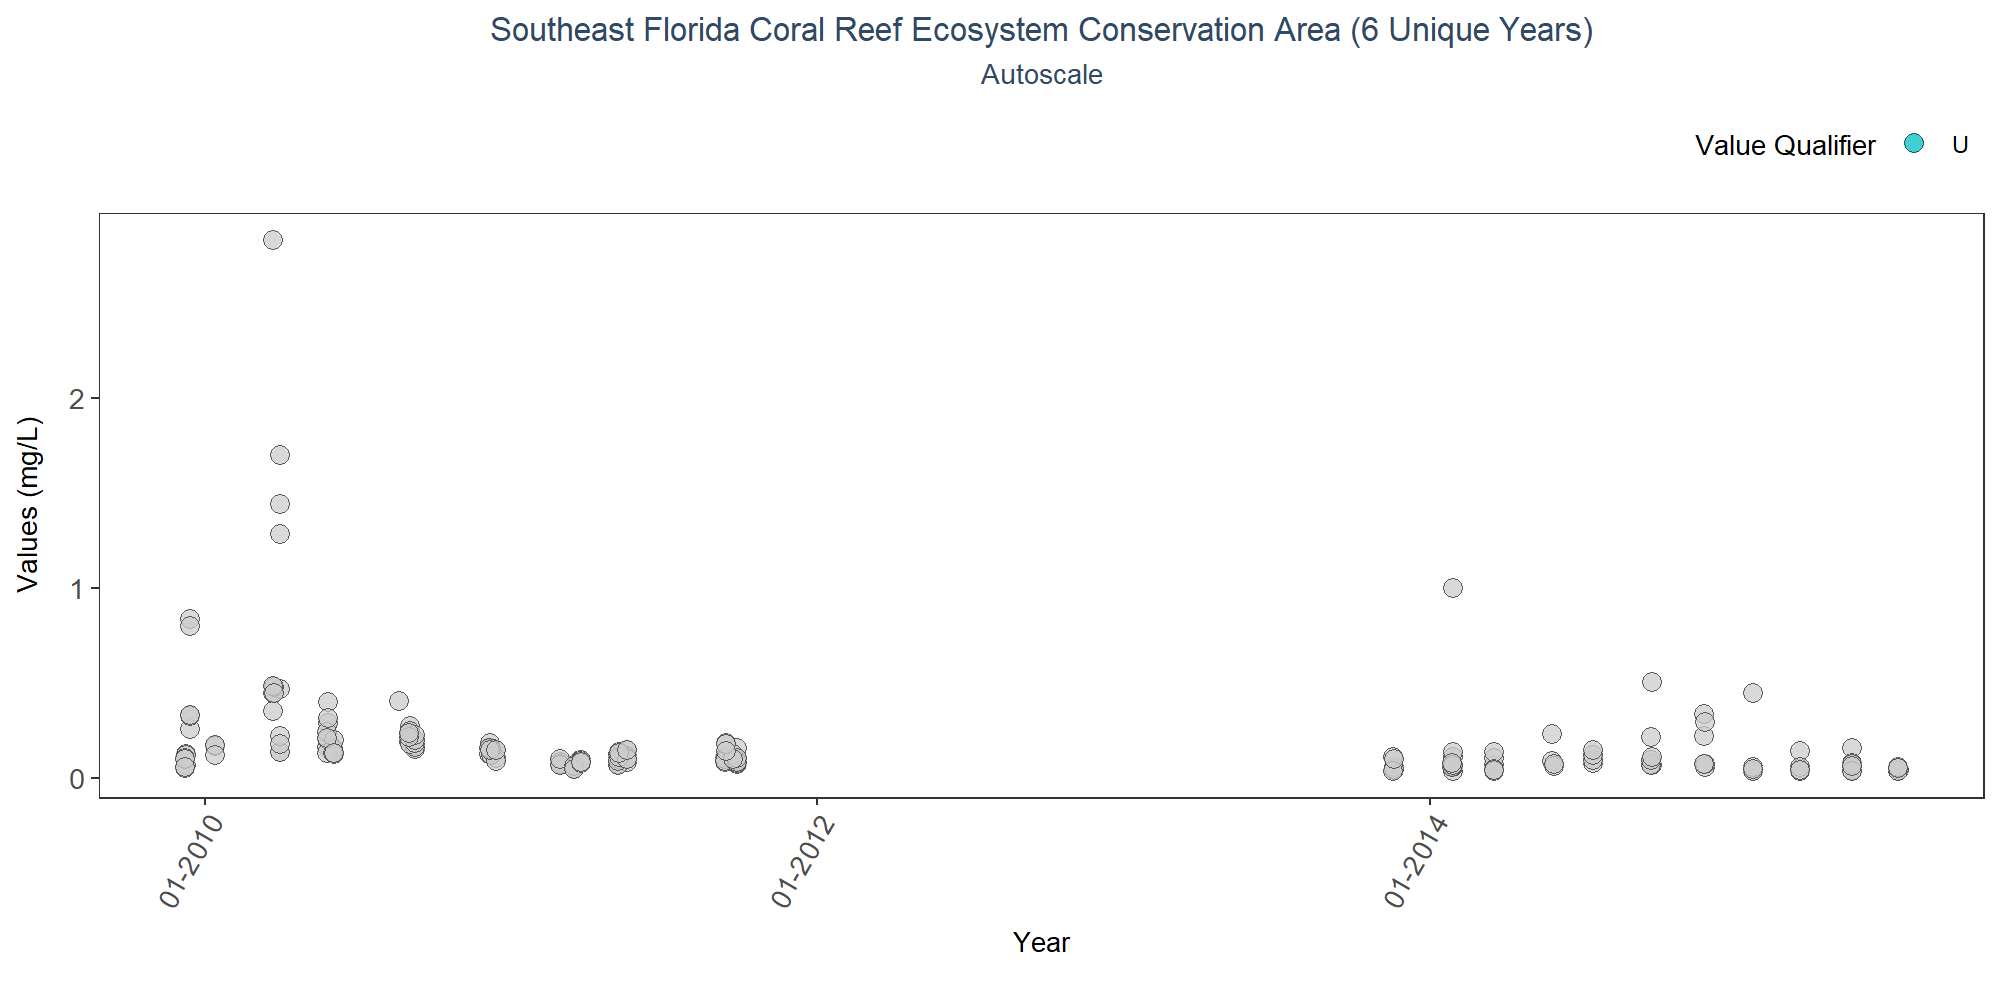 Southeast Florida Coral Reef Ecosystem Conservation Area (6 Unique Years)
Autoscale
Value Qualifier U
Values (mg/L)
2
1
0
01-2010
01-2012
01-2014
Year